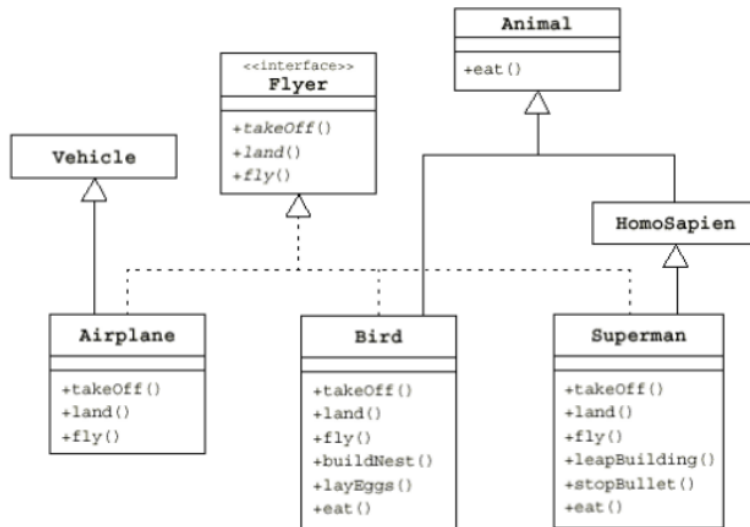 Animal
+eat()
<<interface>>
Flyer
+takeOff()
+land()
+fly()
Vehicle
HomoSapien
Airplane
+takeOff()
+land()
+fly()
Bird
+takeOff()
+land()
+fly()
+buildNest()
+layEggs()
+eat()
Superman
+takeOff()
+land()
+fly()
+leapBuilding()
+stopBullet()
+eat()